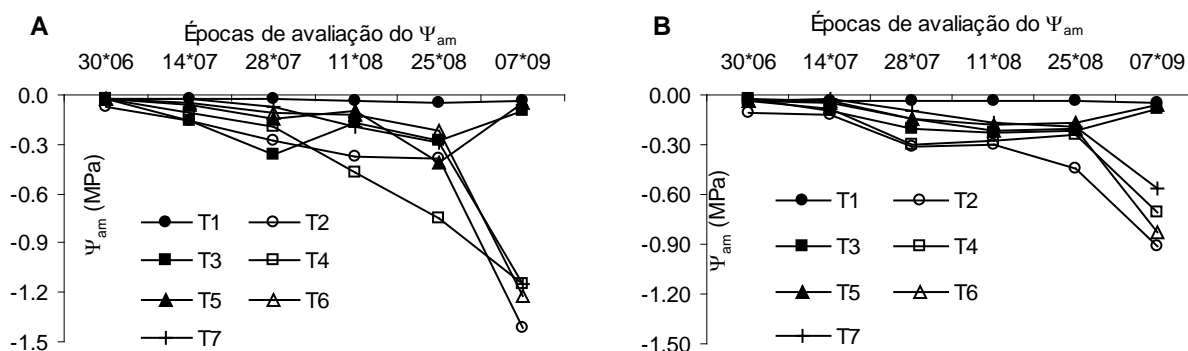 A
Épocas de avaliação do Ψam
30*06 14*07 28*07 11*08 25*08 07*09
0.0
-0.3
-0.6
-0.9
-1.2
-1.5
Ψam (MPa)
T1 T2
T3 T4
T5 T6
T7
B
Épocas de avaliação do Ψam
30*06 14*07 28*07 11*08 25*08 07*09
0.00
-0.30
-0.60
-0.90
-1.20
-1.50
Ψam (MPa)
T1 T2
T3 T4
T5 T6
T7